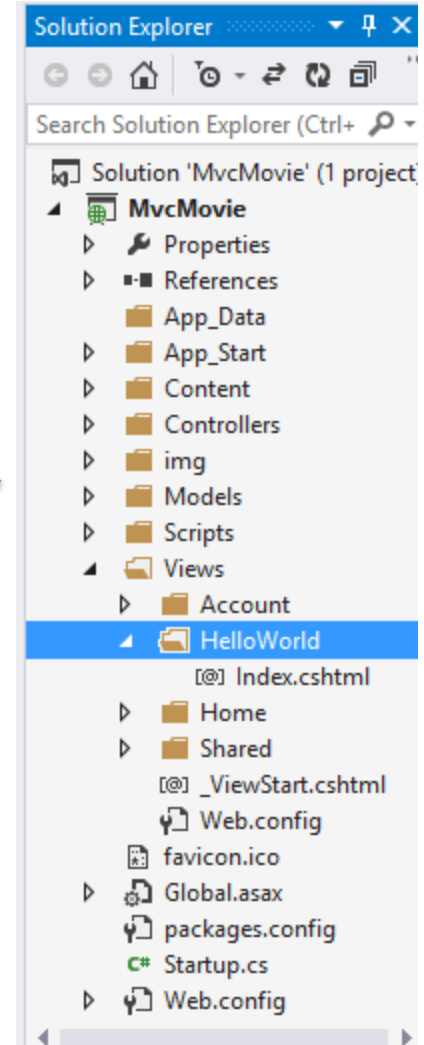 Solution Explorer
Search Solution Explorer (Ctrl+
Solution 'MvcMovie' (1 project)
MvcMovie
Properties
References
App_Data
App_Start
Content
Controllers
img
Models
Scripts
Views
Account
HelloWorld
[@] Index.cshtml
Home
Shared
[@] _ViewStart.cshtml
Web.config
favicon.ico
Global.asax
packages.config
C# Startup.cs
Web.config